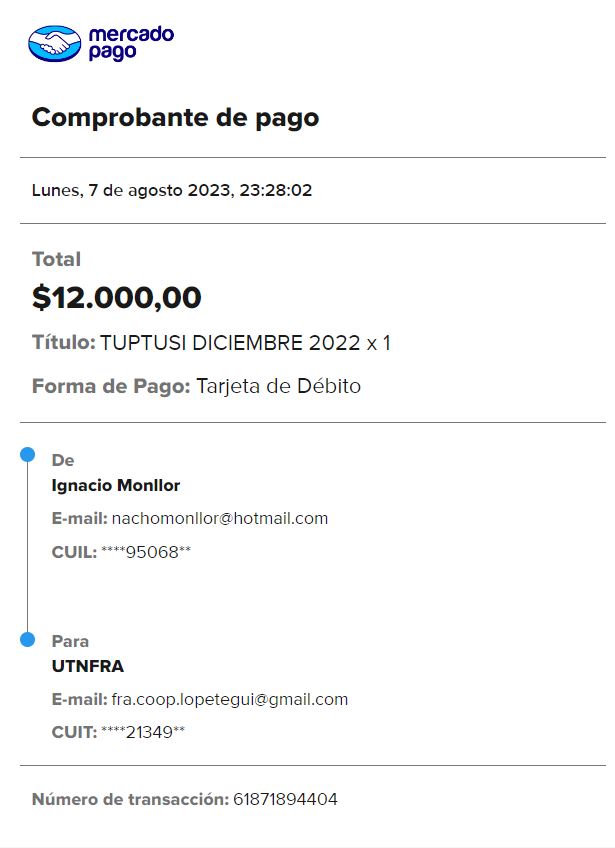 mercado
pago
Comprobante de pago
Lunes, 7 de agosto 2023, 23:28:02
Total
$12.000,00
Título: TUPTUSI DICIEMBRE 2022 x 1
Forma de Pago: Tarjeta de Débito
De
Ignacio Monllor
E-mail: nachomonllor@hotmail.com
CUIL: ****95068**
Para
UTNFRA
E-mail: fra.coop.lopetegui@gmail.com
CUIT: ****21349**
Número de transacción: 61871894404